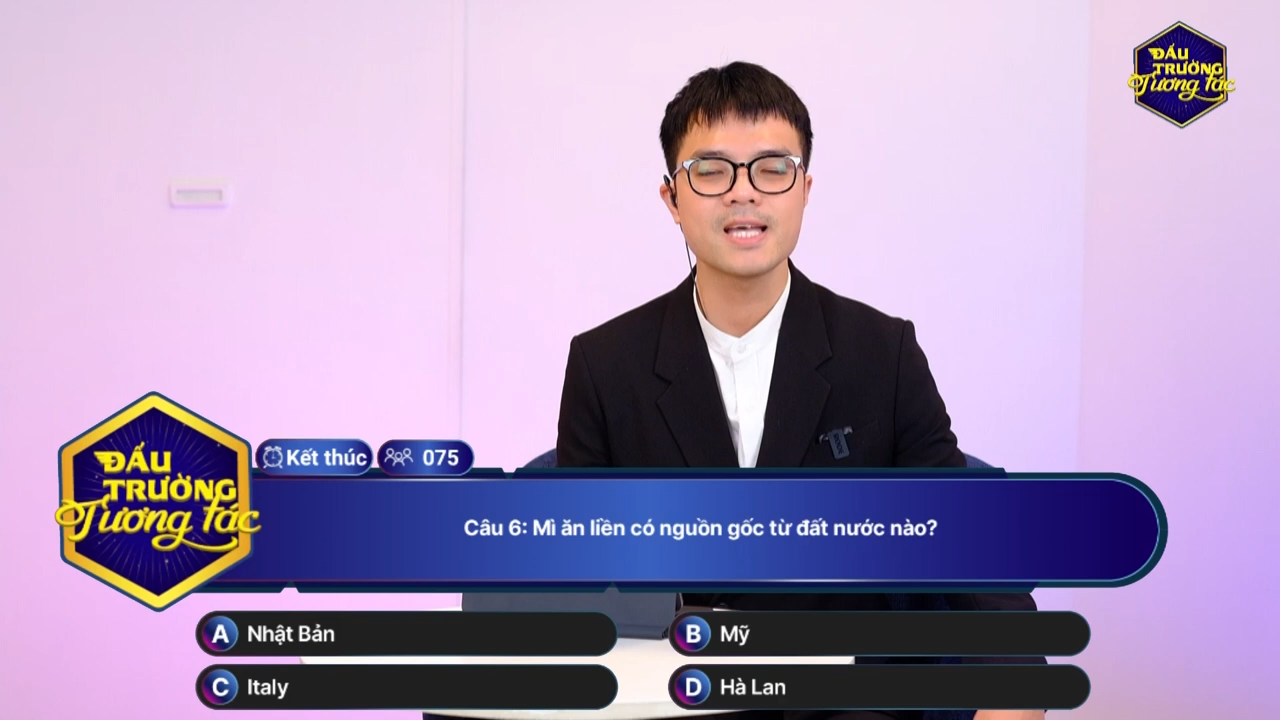 ĐẤU
TRƯỜNG
Tương tác
ĐẤU
TRƯỜNG
Tương tác
Kết thúc
075
Câu 6: Mì ăn liền có nguồn gốc từ đất nước nào?
A Nhật Bản
B Mỹ
C Italy
D Hà Lan